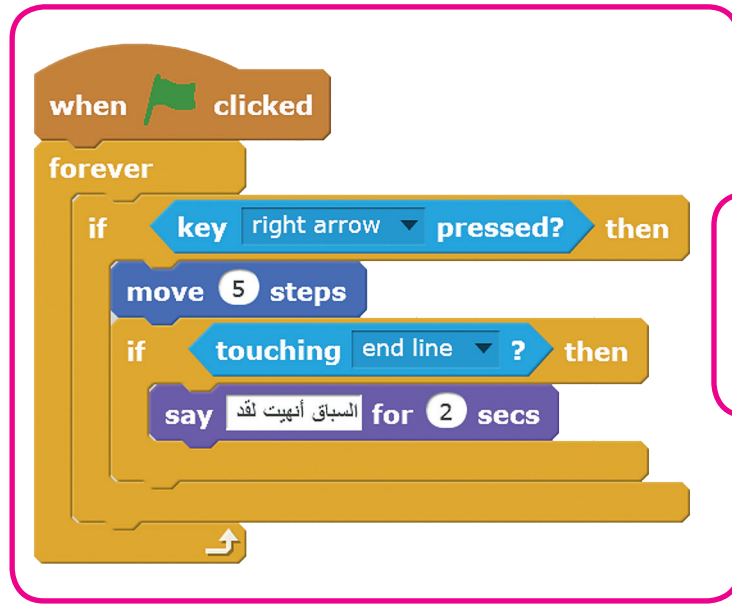 when clicked
forever
if key right arrow pressed? then
move 5 steps
if touching end line ? then
say السباق أنهيت لقد for 2 secs